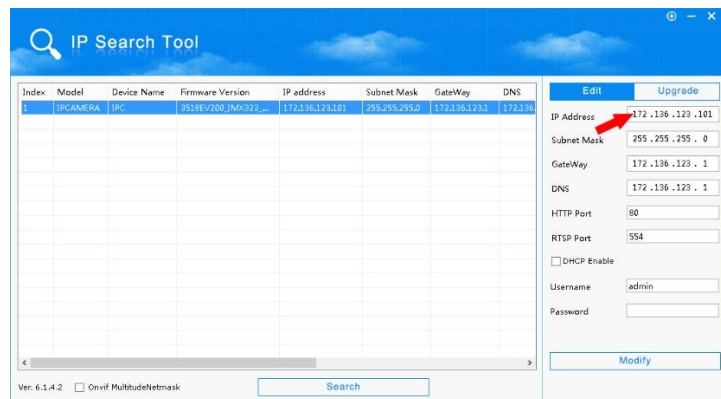 IP Search Tool
Index Model Device Name Firmware Version IP address Subnet Mask GateWay DNS
1 IPCAMERA IPC 3518EV200_IMX323_... 172.136.123.101 255.255.255.0 172.136.123.1 172.136.
Edit Upgrade
IP Address 172 .136 .123 .101
Subnet Mask 255 .255 .255 . 0
GateWay 172 .136 .123 . 1
DNS 172 .136 .123 . 1
HTTP Port 80
RTSP Port 554
DHCP Enable
Username admin
Password
Modify
Ver. 6.1.4.2 Onvif MultitudeNetmask Search